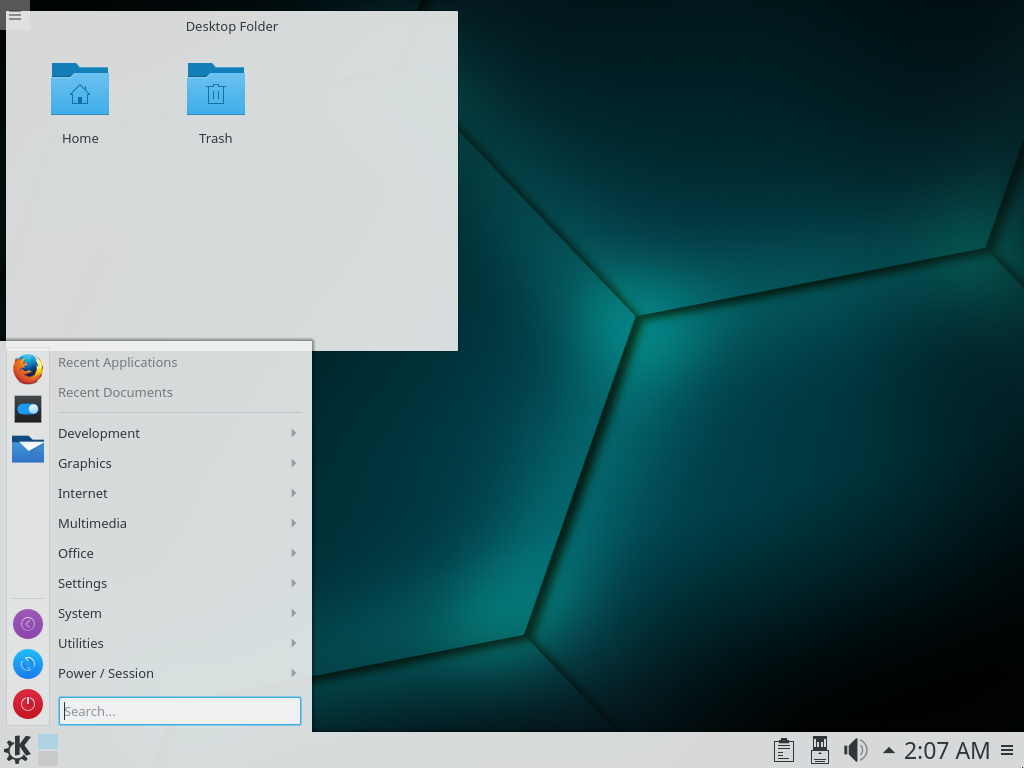 Desktop Folder
Home
Trash
Recent Applications
Recent Documents
Development
Graphics
Internet
Multimedia
Office
Settings
System
Utilities
Power / Session
Search...
2:07 AM